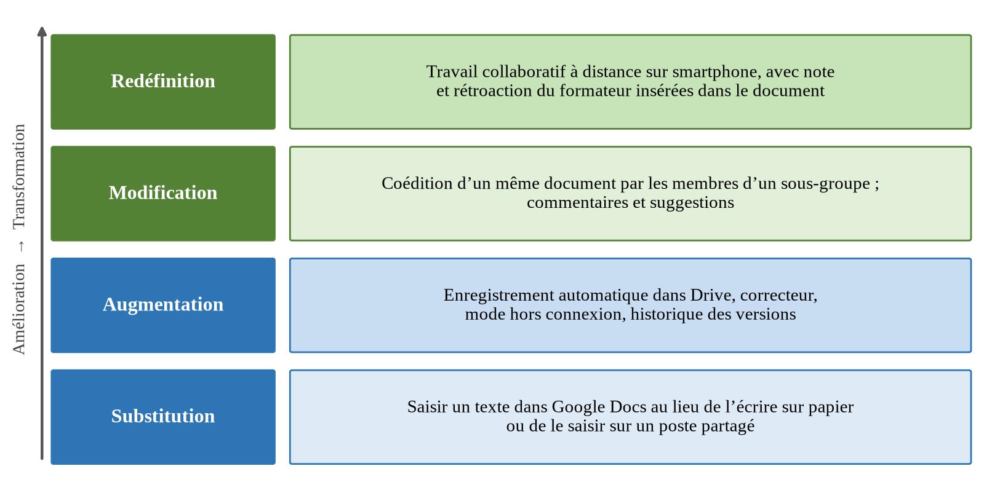 Amélioration → Transformation
Redéfinition
Travail collaboratif à distance sur smartphone, avec note
et rétroaction du formateur insérées dans le document
Modification
Coédition d’un même document par les membres d’un sous-groupe ;
commentaires et suggestions
Augmentation
Enregistrement automatique dans Drive, correcteur,
mode hors connexion, historique des versions
Substitution
Saisir un texte dans Google Docs au lieu de l’écrire sur papier
ou de le saisir sur un poste partagé